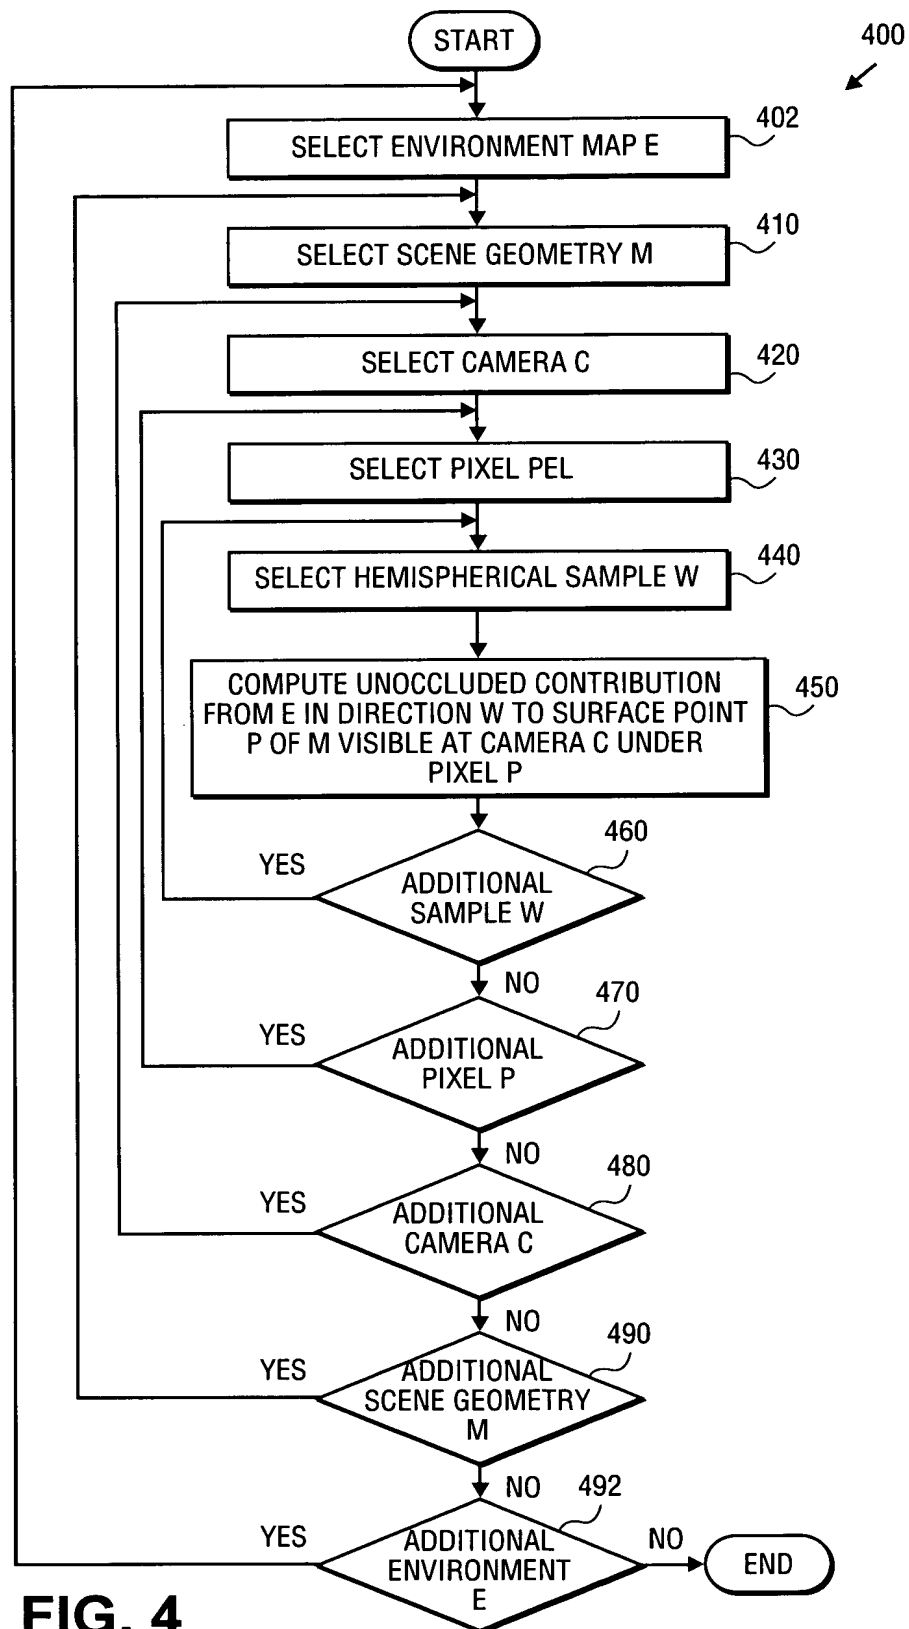 START
400
SELECT ENVIRONMENT MAP E
402
SELECT SCENE GEOMETRY M
410
SELECT CAMERA C
420
SELECT PIXEL PEL
430
SELECT HEMISPHERICAL SAMPLE W
440
COMPUTE UNOCCLUDED CONTRIBUTION
FROM E IN DIRECTION W TO SURFACE POINT
P OF M VISIBLE AT CAMERA C UNDER
PIXEL P
450
460
YES
ADDITIONAL
SAMPLE W
NO
470
YES
ADDITIONAL
PIXEL P
NO
480
YES
ADDITIONAL
CAMERA C
NO
490
YES
ADDITIONAL
SCENE GEOMETRY
M
NO
492
YES
ADDITIONAL
ENVIRONMENT
E
NO
END
FIG. 4